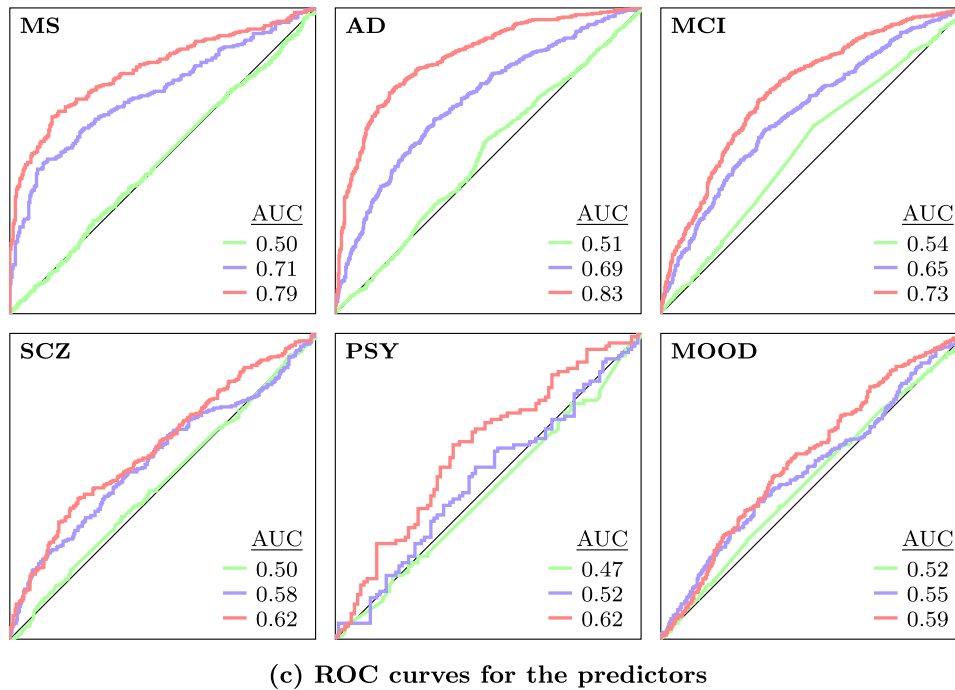 MS
AUC
0.50
0.71
0.79
AD
AUC
0.51
0.69
0.83
MCI
AUC
0.54
0.65
0.73
SCZ
AUC
0.50
0.58
0.62
PSY
AUC
0.47
0.52
0.62
MOOD
AUC
0.52
0.55
0.59
(c) ROC curves for the predictors